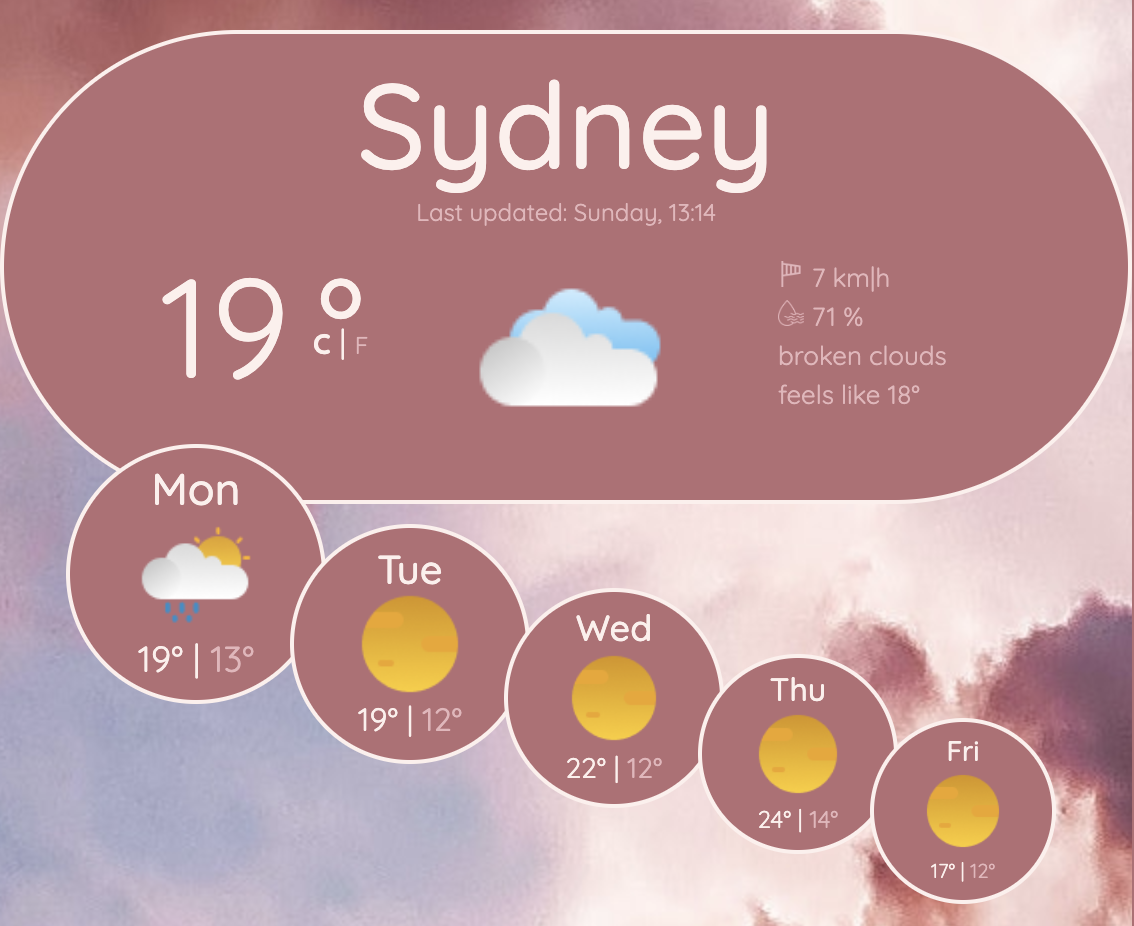 Sydney
Last updated: Sunday, 13:14
19 °
C | F
7 km|h
71 %
broken clouds
feels like 18°
Mon
19° | 13°
Tue
19° | 12°
Wed
22° | 12°
Thu
24° | 14°
Fri
17° | 12°